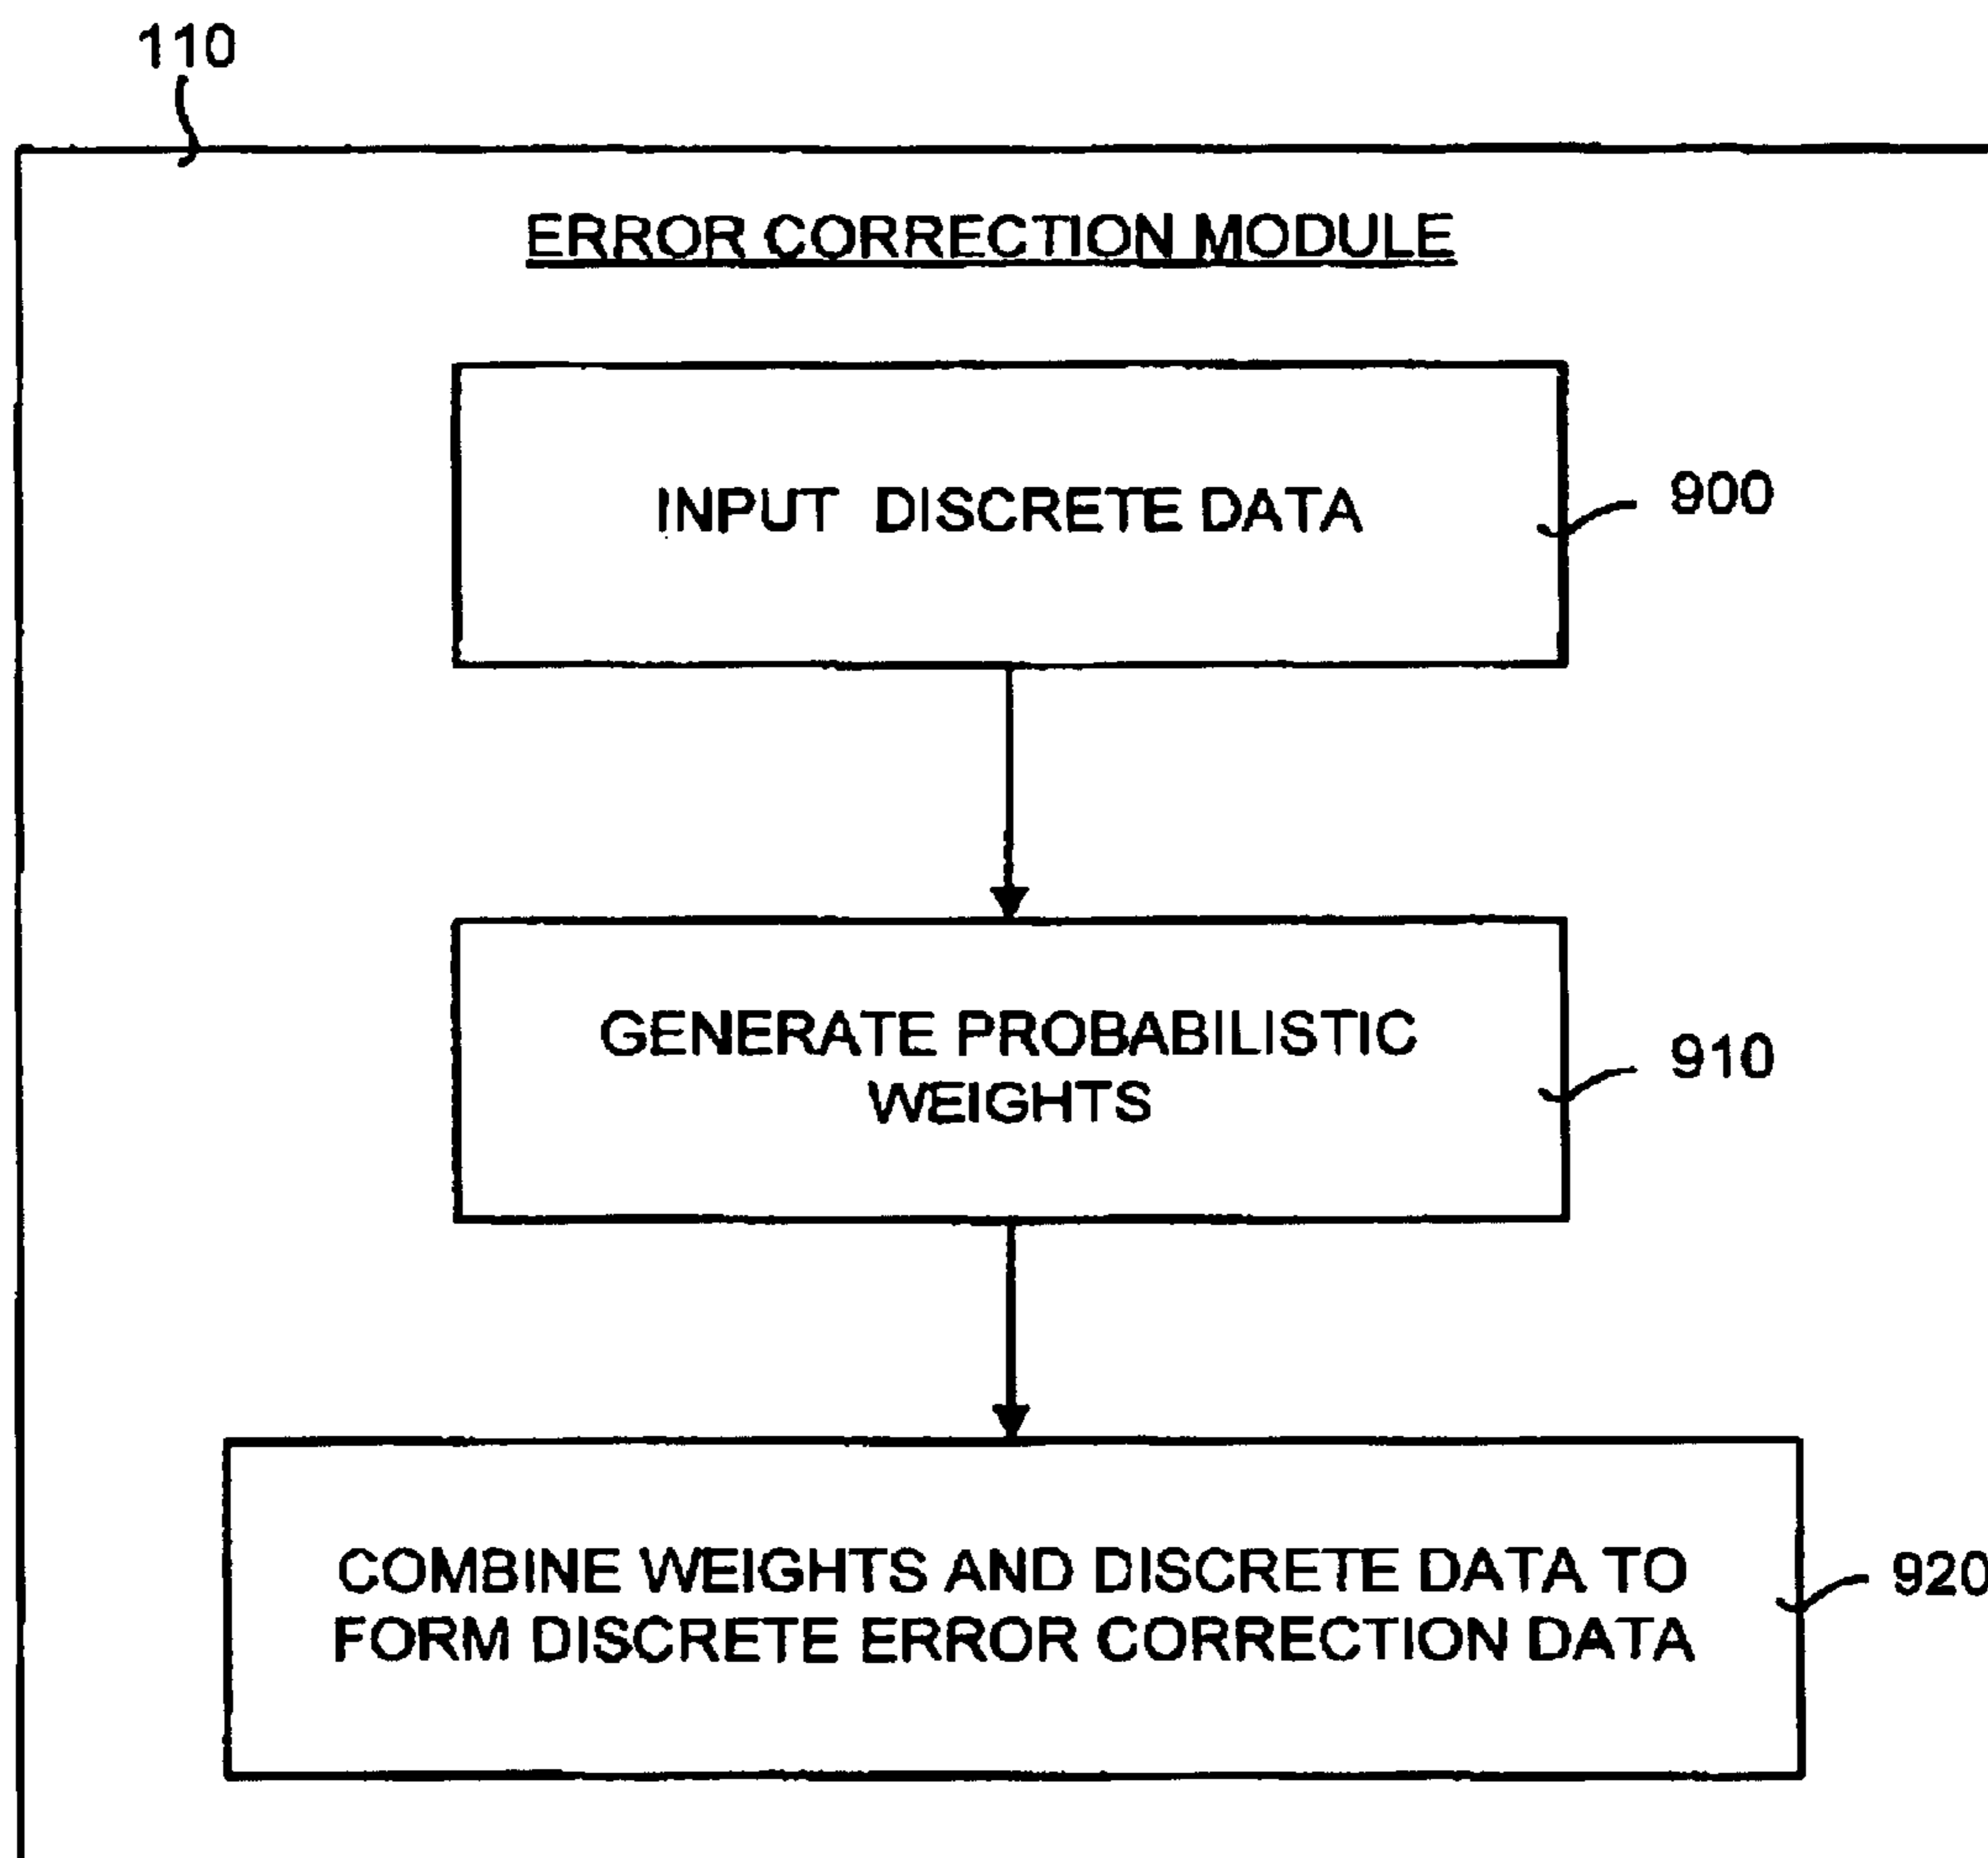 110
ERROR CORRECTION MODULE
INPUT DISCRETE DATA
900
GENERATE PROBABILISTIC
WEIGHTS
910
COMBINE WEIGHTS AND DISCRETE DATA TO
FORM DISCRETE ERROR CORRECTION DATA
920